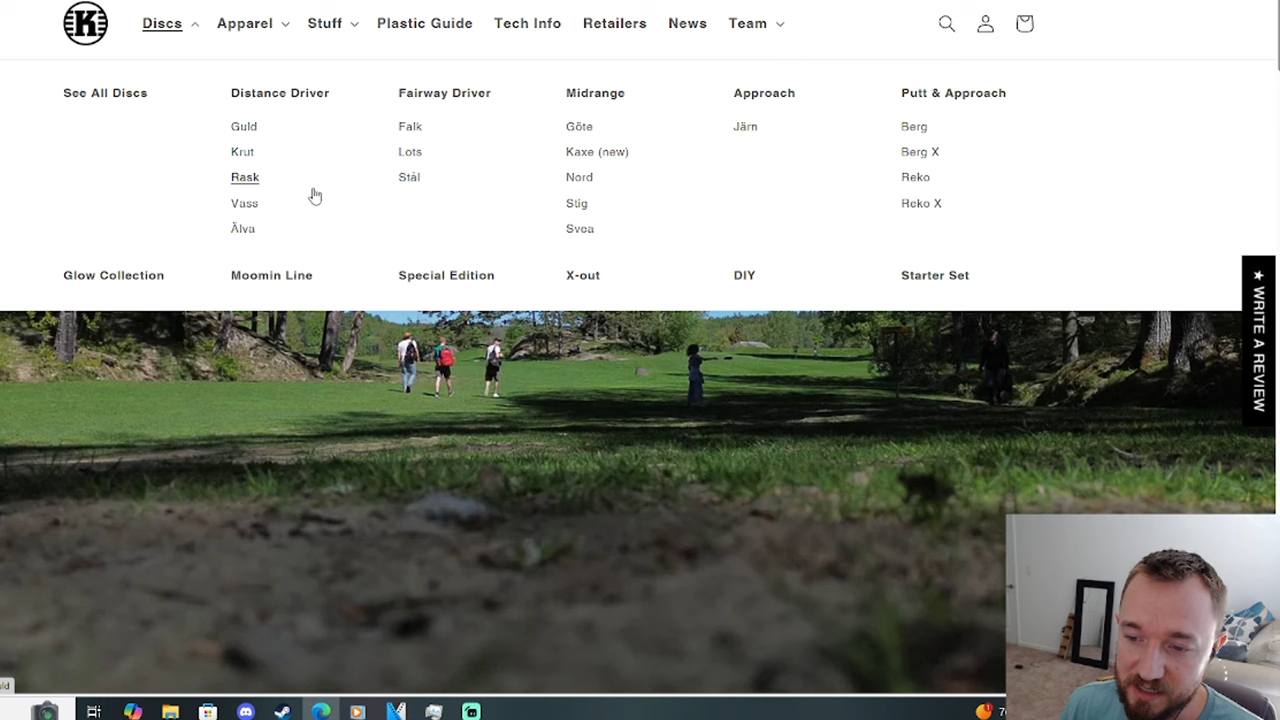 K
Discs Apparel Stuff Plastic Guide Tech Info Retailers News Team
See All Discs Distance Driver Fairway Driver Midrange Approach Putt & Approach
Guld Falk Göte Järn Berg
Krut Lots Kaxe (new) Berg X
Rask Stål Nord Reko
Vass Stig Reko X
Älva Svea
Glow Collection Moomin Line Special Edition X-out DIY Starter Set
★ WRITE A REVIEW